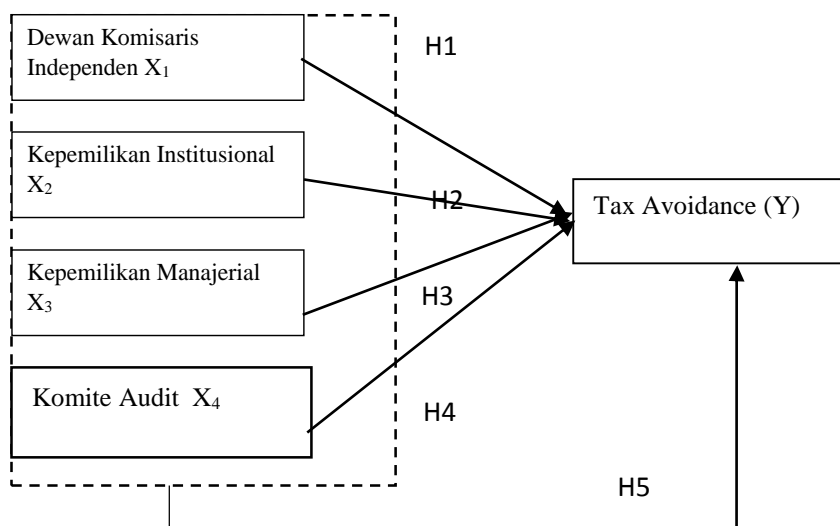 Dewan Komisaris
Independen X₁
H1
Kepemilikan Institusional
X₂
H2
Tax Avoidance (Y)
Kepemilikan Manajerial
X₃
H3
Komite Audit X₄
H4
H5